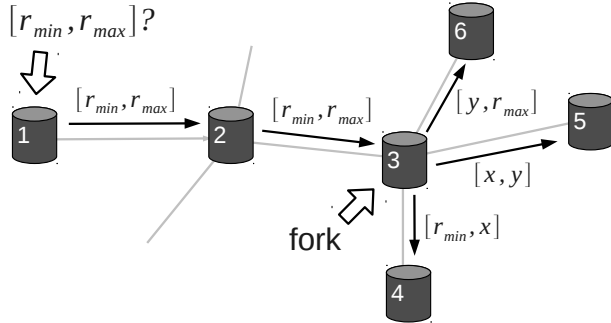 [r_min, r_max]?
6
[r_min, r_max]
[r_min, r_max]
[y, r_max]
1
2
5
3
[x, y]
fork
[r_min, x]
4